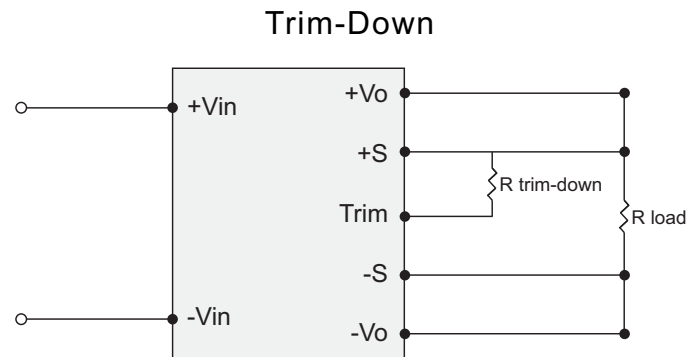 Trim-Down
+Vin
-Vin
+Vo
+S
Trim
-S
-Vo
R trim-down
R load